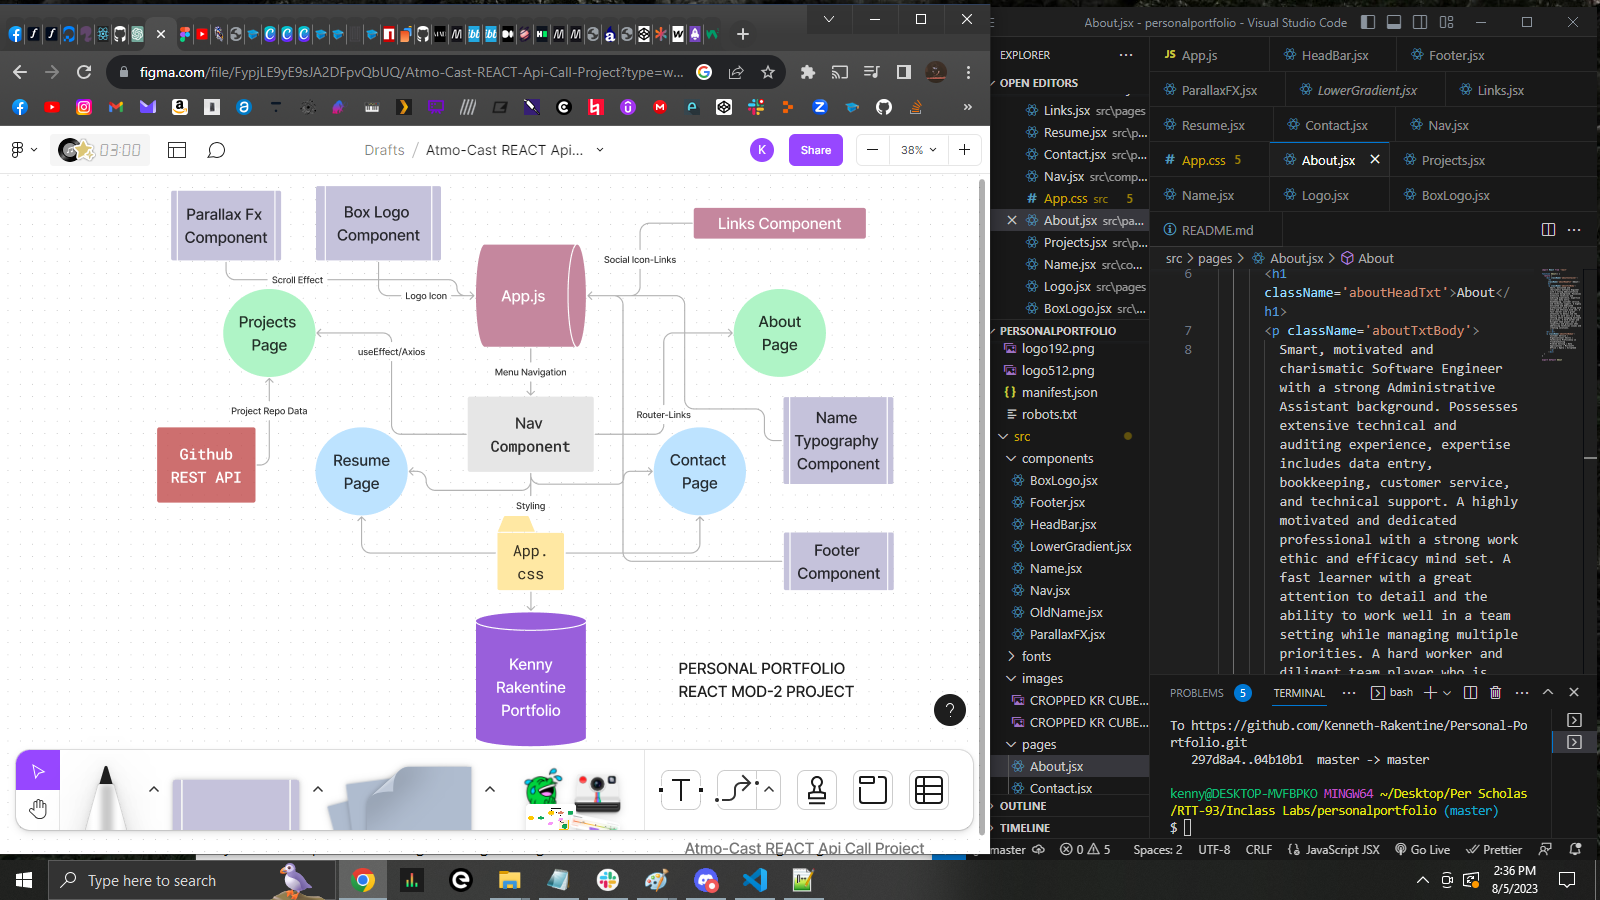 figma.com/file/FypjLE9yE9sJA2DFpvQbUQ/Atmo-Cast-REACT-Api-Call-Project?type=w...
03:00
Drafts / Atmo-Cast REACT Api...
K
Share
38%
Parallax Fx
Component
Box Logo
Component
Links Component
Social Icon-Links
Scroll Effect
Logo Icon
App.js
Projects
Page
About
Page
useEffect/Axios
Menu Navigation
Project Repo Data
Router-Links
Nav
Component
Name
Typography
Component
Github
REST API
Resume
Page
Contact
Page
Styling
App.
css
Footer
Component
Kenny
Rakentine
Portfolio
PERSONAL PORTFOLIO
REACT MOD-2 PROJECT
?
T
Atmo-Cast REACT Api Call Project
About.jsx - personalportfolio - Visual Studio Code
EXPLORER
OPEN EDITORS
Links.jsx src\pages
Resume.jsx src\p...
Contact.jsx src\p...
Nav.jsx src\comp...
App.css src 5
About.jsx src\pa...
Projects.jsx src\p...
Name.jsx src\co...
Logo.jsx src\pages
BoxLogo.jsx src\...
PERSONALPORTFOLIO
logo192.png
logo512.png
manifest.json
robots.txt
src
components
BoxLogo.jsx
Footer.jsx
HeadBar.jsx
LowerGradient.jsx
Name.jsx
Nav.jsx
OldName.jsx
ParallaxFX.jsx
fonts
images
CROPPED KR CUBE...
CROPPED KR CUBE...
pages
About.jsx
Contact.jsx
OUTLINE
TIMELINE
JS App.js
HeadBar.jsx
Footer.jsx
ParallaxFX.jsx
LowerGradient.jsx
Links.jsx
Resume.jsx
Contact.jsx
Nav.jsx
# App.css 5
About.jsx
Projects.jsx
Name.jsx
Logo.jsx
BoxLogo.jsx
README.md
src > pages > About.jsx > About
6 <h1
className='aboutHeadTxt'>About</
h1>
7 <p className='aboutTxtBody'>
8 Smart, motivated and
charismatic Software Engineer
with a strong Administrative
Assistant background. Possesses
extensive technical and
auditing experience, expertise
includes data entry,
bookkeeping, customer service,
and technical support. A highly
motivated and dedicated
professional with a strong work
ethic and efficacy mind set. A
fast learner with a great
attention to detail and the
ability to work well in a team
setting while managing multiple
priorities. A hard worker and
diligent team player who is
PROBLEMS 5 TERMINAL bash
To https://github.com/Kenneth-Rakentine/Personal-Po
rtfolio.git
297d8a4..04b10b1 master -> master
kenny@DESKTOP-MVFBPKO MINGW64 ~/Desktop/Per Scholas
/RTT-93/Inclass Labs/personalportfolio (master)
$
master 0 5 Spaces: 2 UTF-8 CRLF JavaScript JSX Go Live Prettier
Type here to search
2:36 PM
8/5/2023